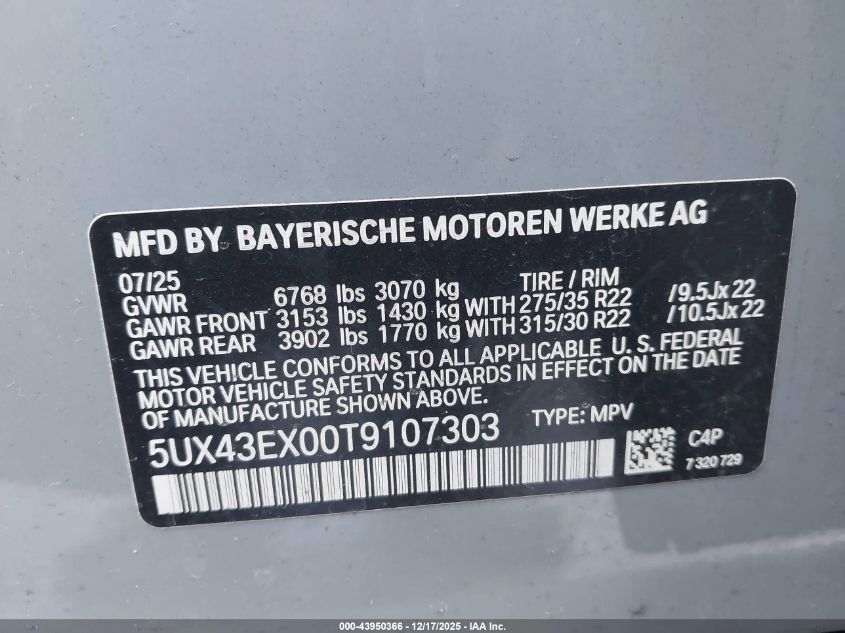 MFD BY BAYERISCHE MOTOREN WERKE AG
07/25 TIRE / RIM
GVWR 6768 lbs 3070 kg
GAWR FRONT 3153 lbs 1430 kg WITH 275/35 R22 /9.5Jx22
GAWR REAR 3902 lbs 1770 kg WITH 315/30 R22 /10.5Jx22
THIS VEHICLE CONFORMS TO ALL APPLICABLE U. S. FEDERAL
MOTOR VEHICLE SAFETY STANDARDS IN EFFECT ON THE DATE
OF MANUFACTURE SHOWN ABOVE.
5UX43EX00T9107303 TYPE: MPV
C4P
7 320 729
000-43950366 - 12/17/2025 - IAA Inc.